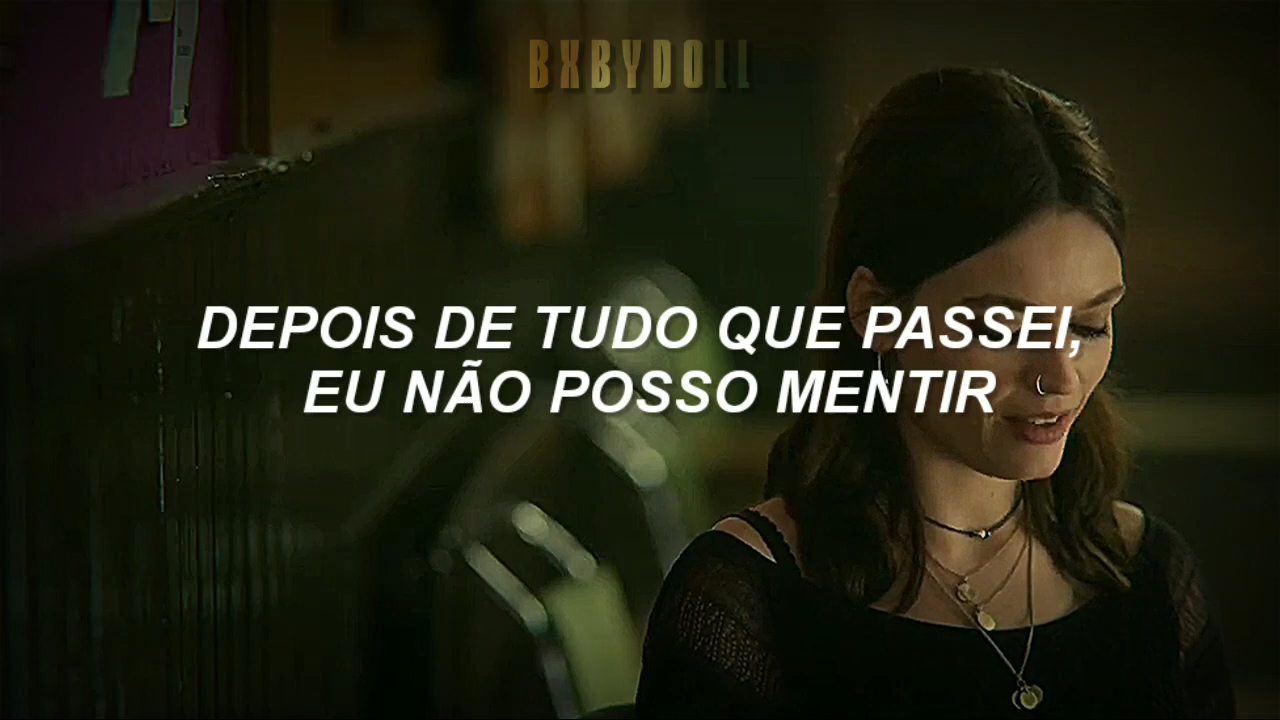 BXBYDOLL
DEPOIS DE TUDO QUE PASSEI,
EU NÃO POSSO MENTIR